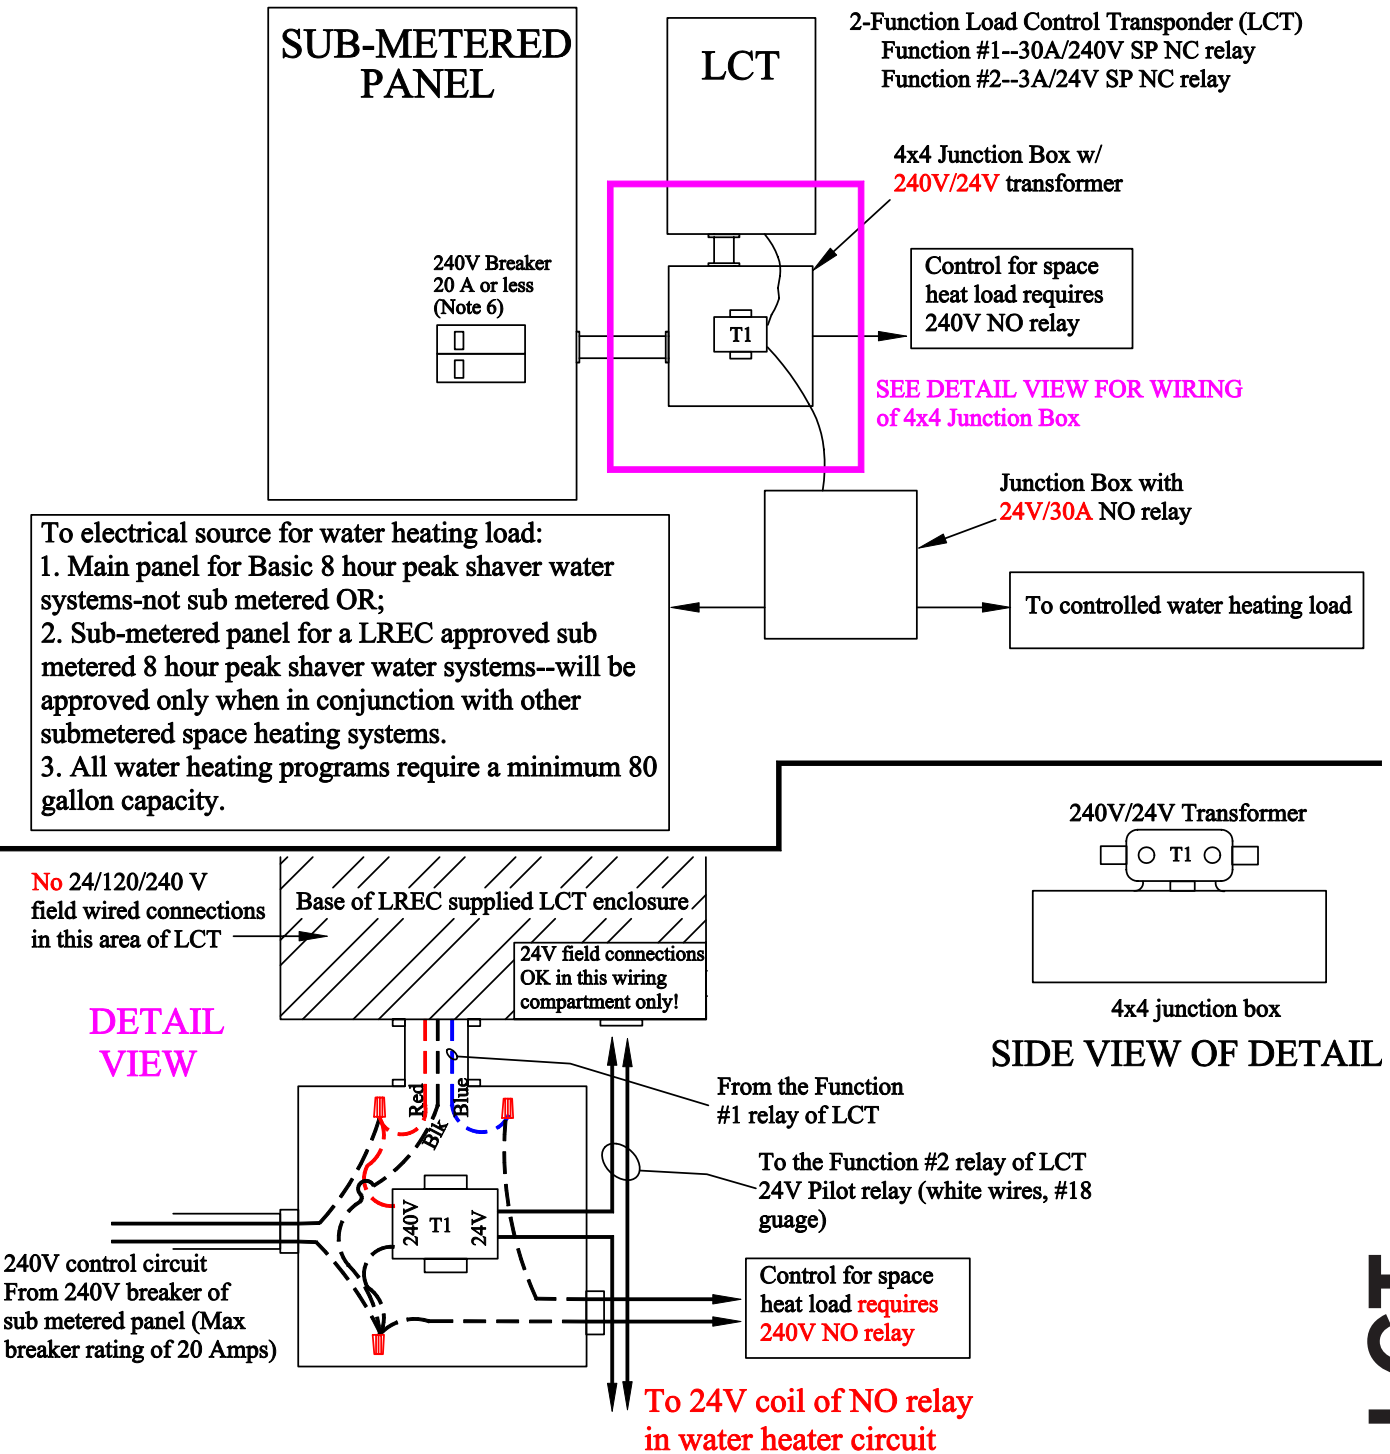 SUB-METERED
PANEL
LCT
2-Function Load Control Transponder (LCT)
Function #1--30A/240V SP NC relay
Function #2--3A/24V SP NC relay
4x4 Junction Box w/
240V/24V transformer
240V Breaker
20 A or less
(Note 6)
T1
Control for space
heat load requires
240V NO relay
SEE DETAIL VIEW FOR WIRING
of 4x4 Junction Box
Junction Box with
24V/30A NO relay
To controlled water heating load
To electrical source for water heating load:
1. Main panel for Basic 8 hour peak shaver water
systems-not sub metered OR;
2. Sub-metered panel for a LREC approved sub
metered 8 hour peak shaver water systems--will be
approved only when in conjunction with other
submetered space heating systems.
3. All water heating programs require a minimum 80
gallon capacity.
240V/24V Transformer
T1
4x4 junction box
SIDE VIEW OF DETAIL
No 24/120/240 V
field wired connections
in this area of LCT
Base of LREC supplied LCT enclosure
24V field connections
OK in this wiring
compartment only!
DETAIL
VIEW
Red
Blk
Blue
From the Function
#1 relay of LCT
To the Function #2 relay of LCT
24V Pilot relay (white wires, #18
guage)
240V
T1
24V
240V control circuit
From 240V breaker of
sub metered panel (Max
breaker rating of 20 Amps)
Control for space
heat load requires
240V NO relay
To 24V coil of NO relay
in water heater circuit